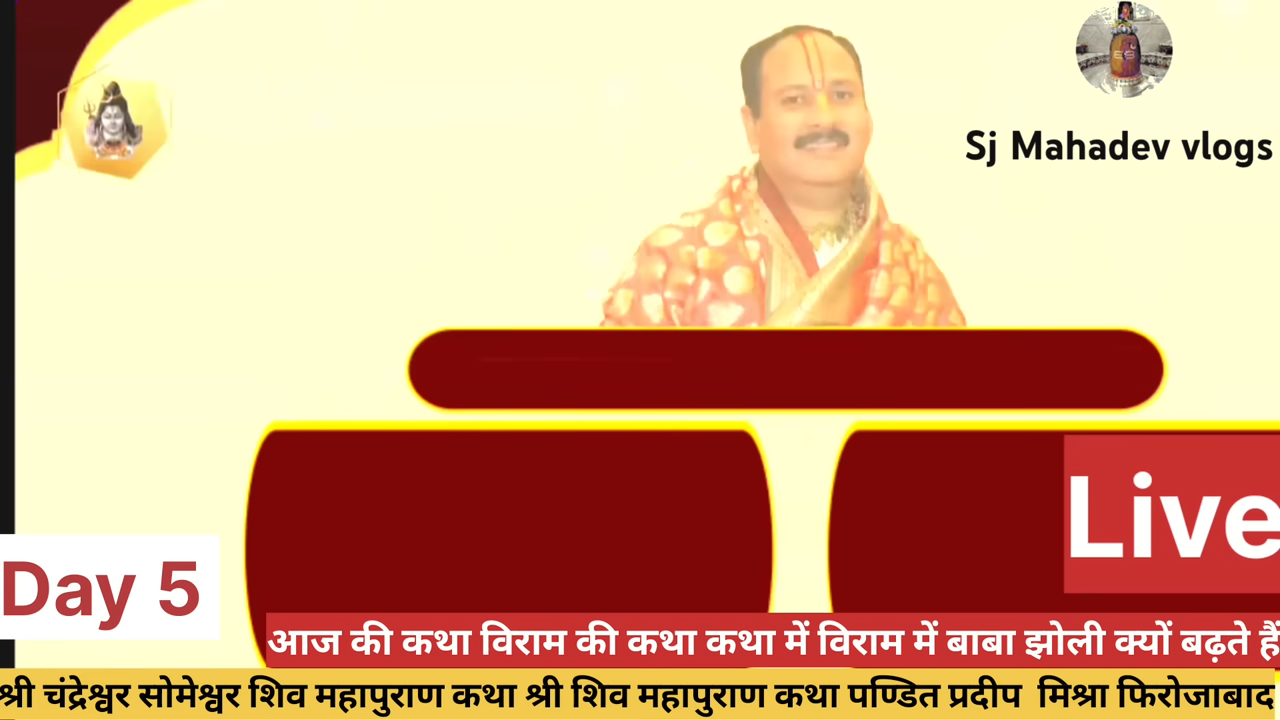 Sj Mahadev vlogs
Live
Day 5
आज की कथा विराम की कथा कथा में विराम में बाबा झोली क्यों बढ़ते हैं
श्री चंद्रेश्वर सोमेश्वर शिव महापुराण कथा श्री शिव महापुराण कथा पण्डित प्रदीप मिश्रा फिरोजाबाद